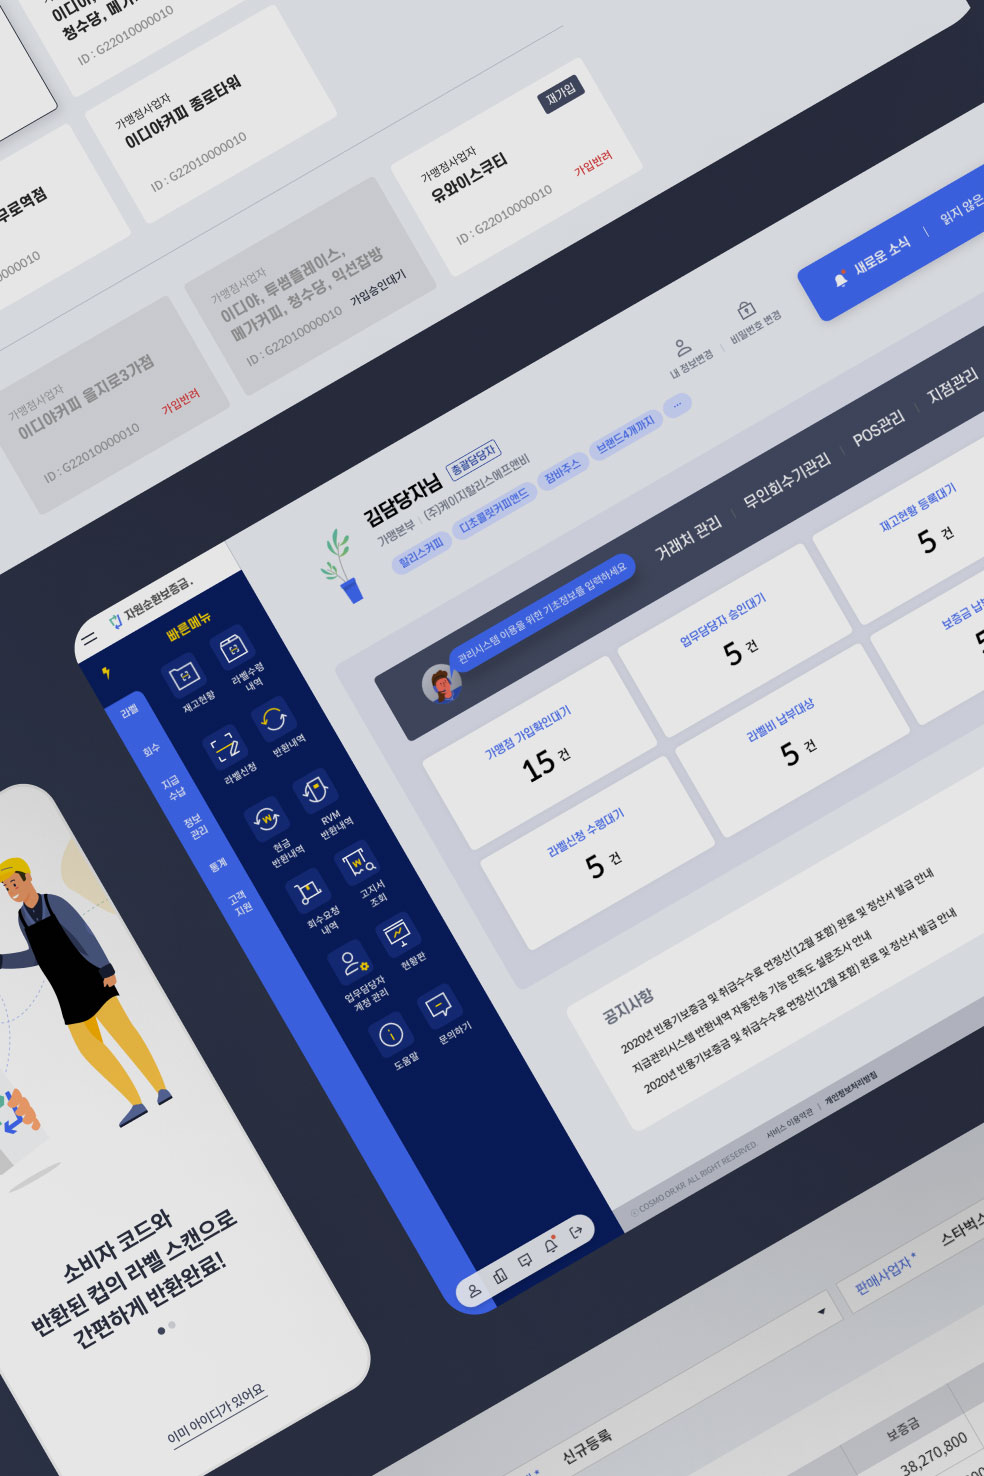 이디야,
청수당, 메가
ID : G22010000010
가맹점사업자
이디야커피 종로타워
ID : G22010000010
무로역점
0000010
가맹점사업자
이디야커피 을지로3가점
ID : G22010000010
가입반려
가맹점사업자
이디야, 투썸플레이스,
메가커피, 청수당, 익선잡방
ID : G22010000010
가입승인대기
재가입
가맹점사업자
유와이스쿠티
ID : G22010000010
가입반려
새로운 소식
읽지 않은
내 정보변경
비밀번호 변경
김담당자님
총괄담당자
가맹본부 | (주)케이지할리스에프앤비
할리스커피
디초콜릿커피앤드
잠바주스
브랜드4개까지
...
관리시스템 이용을 위한 기초정보를 입력하세요
거래처 관리
무인회수기관리
POS관리
지점관리
가맹점 가입확인대기
15 건
업무담당자 승인대기
5 건
재고현황 등록대기
5 건
라벨신청 수령대기
5 건
라벨비 납부대상
5 건
보증금 납부
5
공지사항
2020년 빈용기보증금 및 취급수수료 연정산(12월 포함) 완료 및 정산서 발급 안내
지급관리시스템 반환내역 자동전송 기능 만족도 설문조사 안내
2020년 빈용기보증금 및 취급수수료 연정산(12월 포함) 완료 및 정산서 발급 안내
ⓒ COSMO.OR.KR. ALL RIGHT RESERVED.
서비스 이용약관 | 개인정보처리방침
자원순환보증금.
빠른메뉴
라벨
회수
지급
수납
정보
관리
통계
고객
지원
재고현황
라벨수령
내역
라벨신청
반환내역
현금
반환내역
RVM
반환내역
회수요청
내역
고지서
조회
업무담당자
계정 관리
현황판
도움말
문의하기
소비자 코드와
반환된 컵의 라벨 스캔으로
간편하게 반환완료!
이미 아이디가 있어요
판매사업자 *
스타벅스
신규등록
보증금
38,270,800